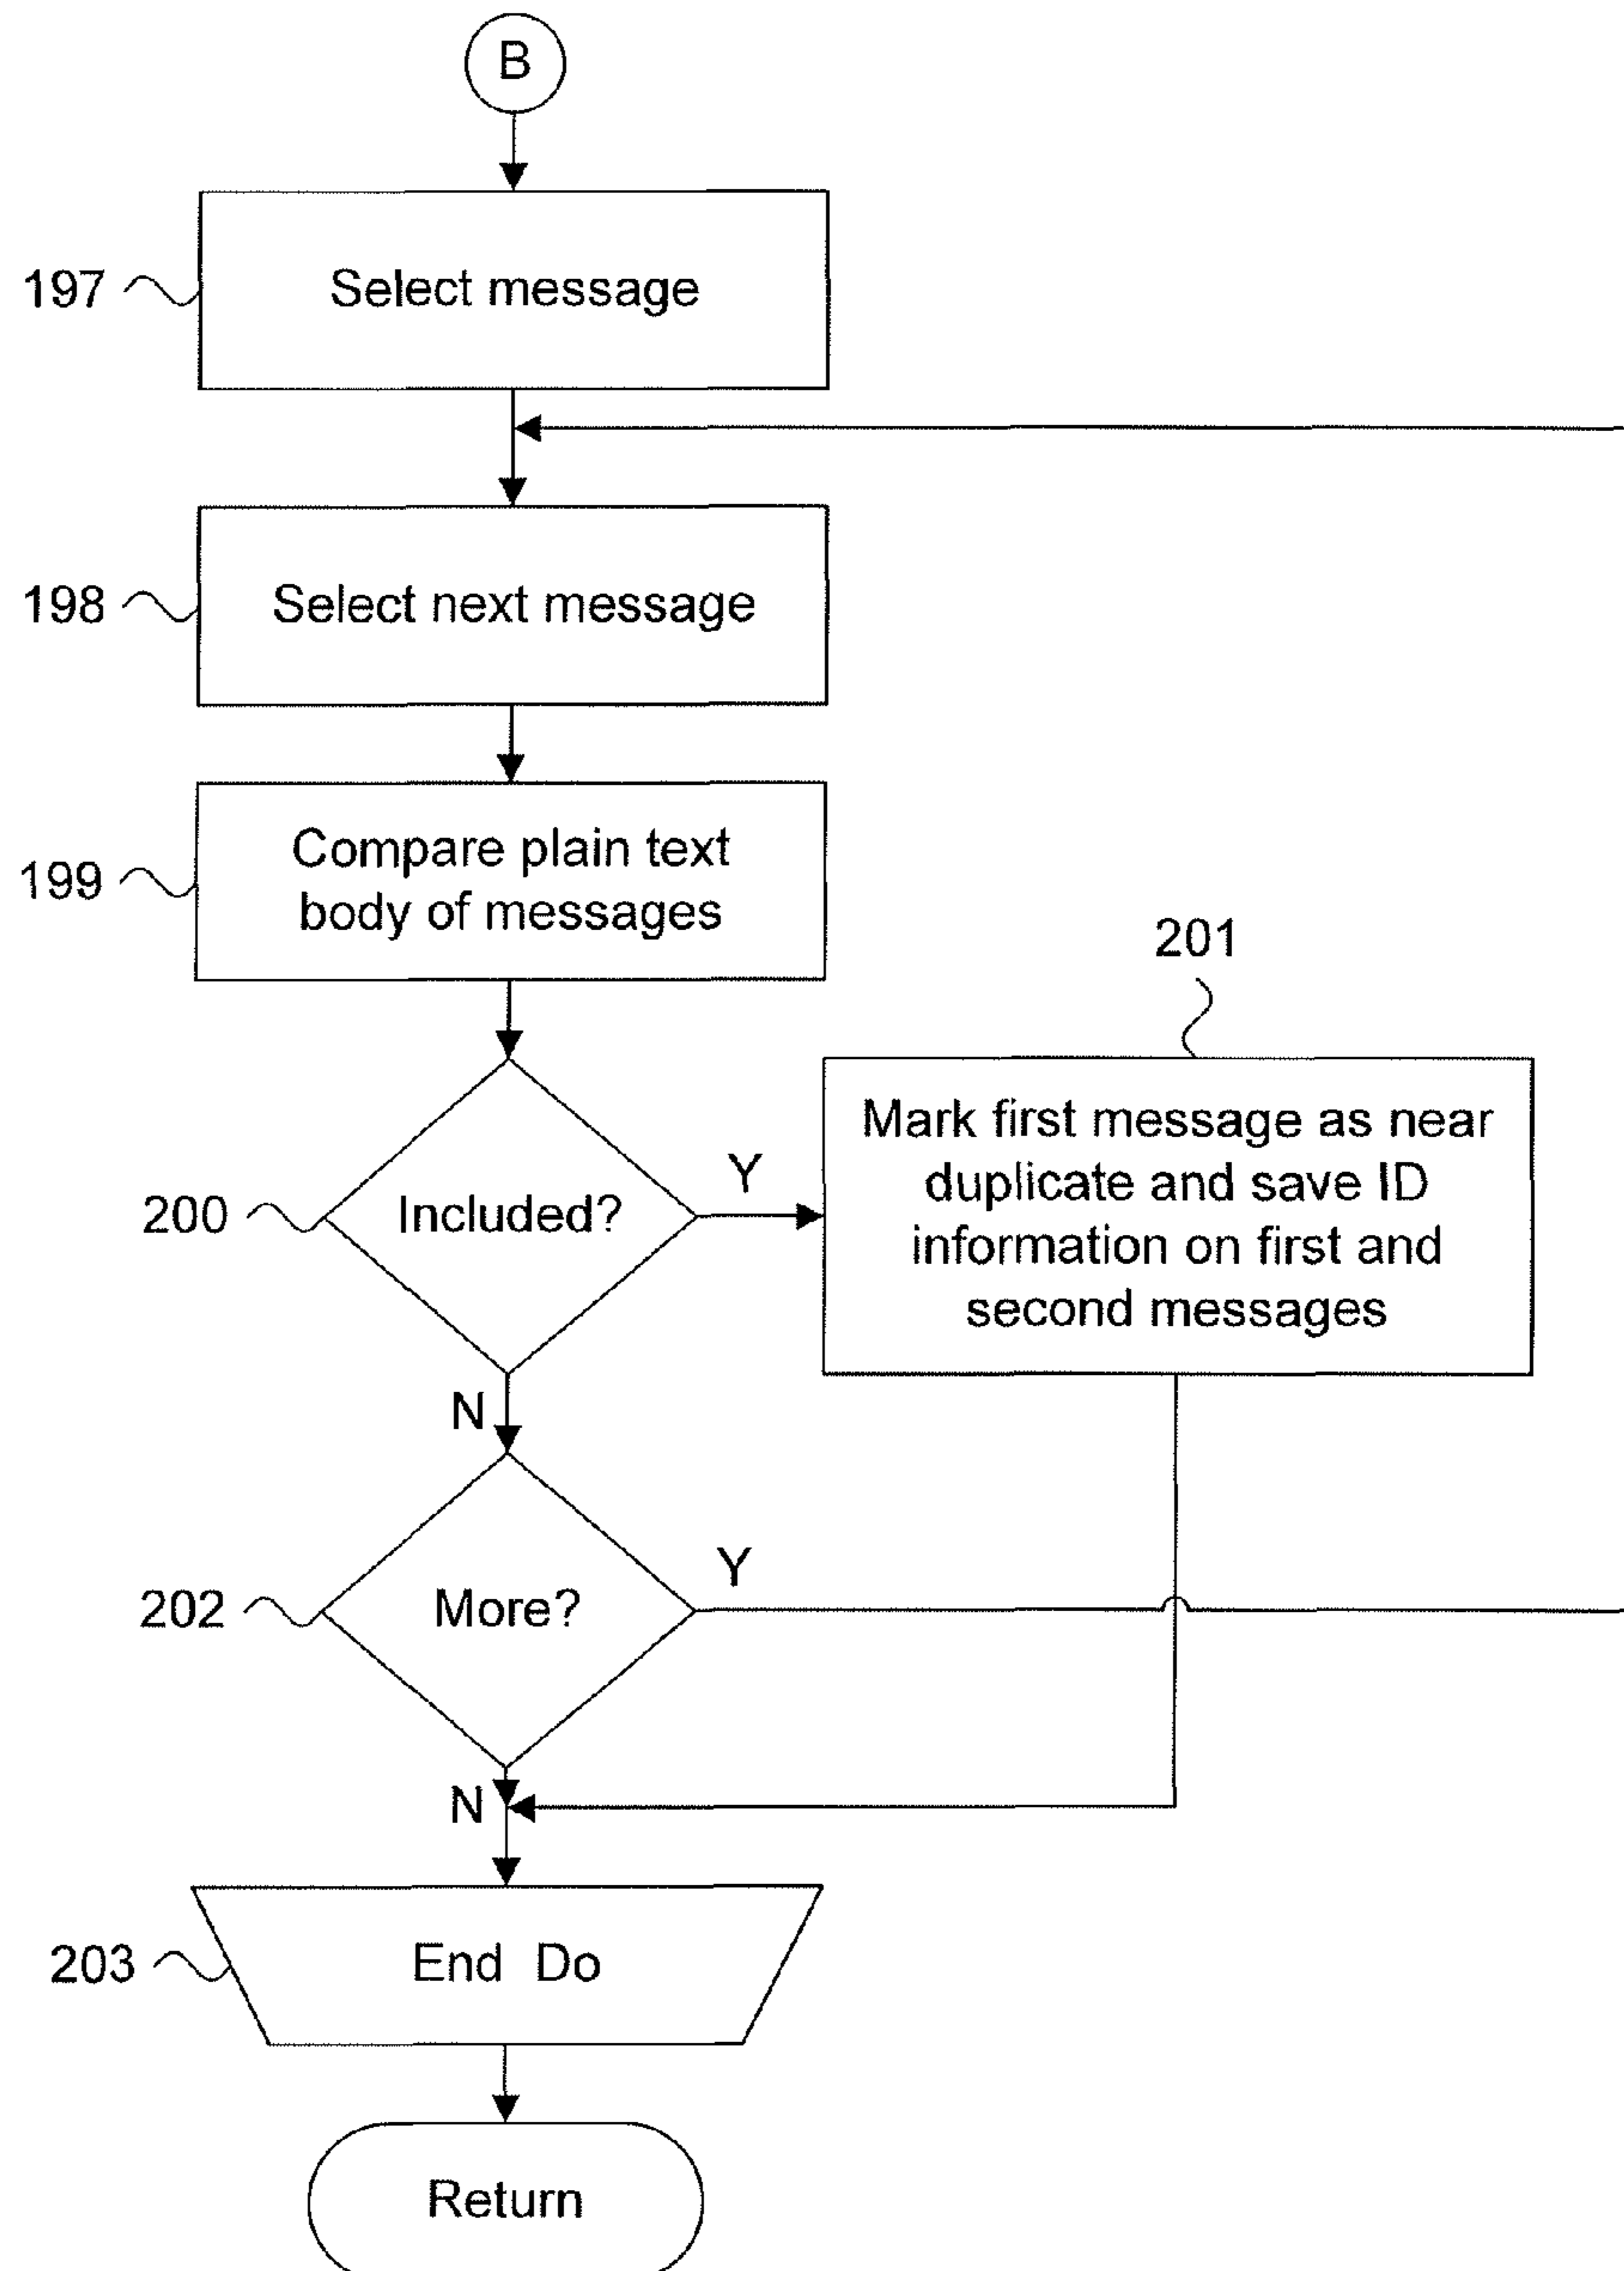 B
197
Select message
198
Select next message
199
Compare plain text
body of messages
201
Mark first message as near
duplicate and save ID
information on first and
second messages
200
Included?
Y
N
202
More?
Y
N
203
End Do
Return